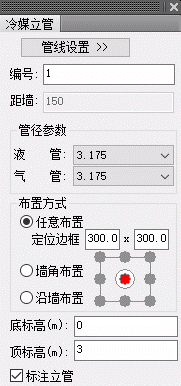 冷媒立管
管线设置 >>
编号: 1
距墙: 150
管径参数
液 管: 3.175
气 管: 3.175
布置方式
任意布置
定位边框 300.0 x 300.0
墙角布置
沿墙布置
底标高(m): 0
顶标高(m): 3
标注立管